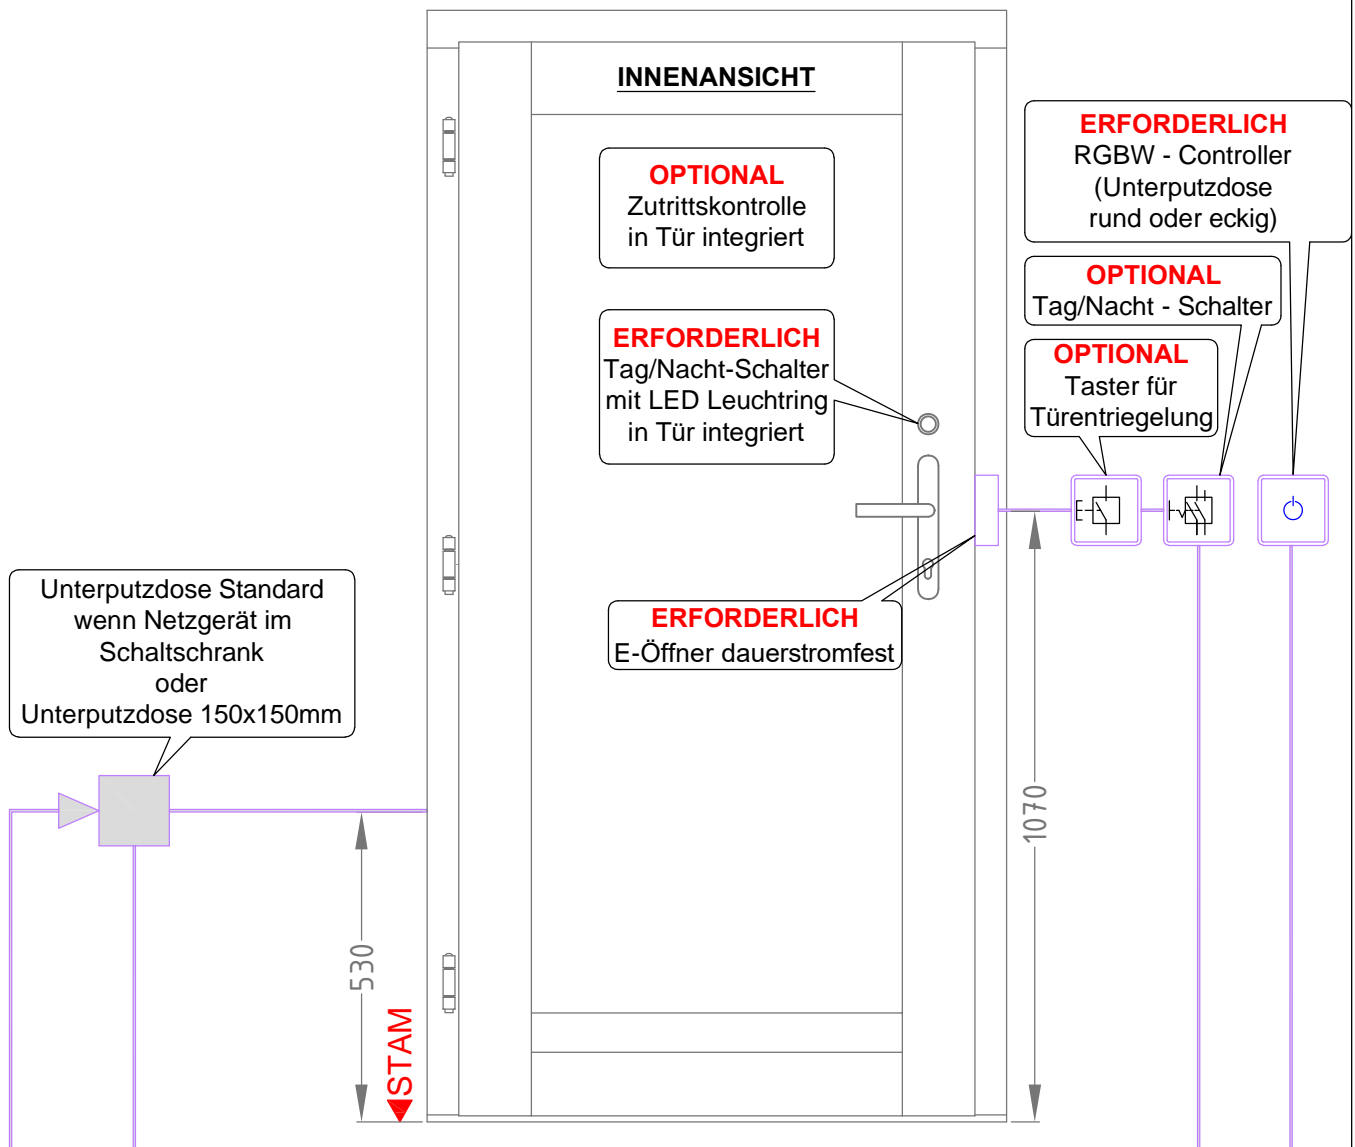 INNENANSICHT
OPTIONAL
Zutrittskontrolle
in Tür integriert
ERFORDERLICH
Tag/Nacht-Schalter
mit LED Leuchtring
in Tür integriert
ERFORDERLICH
RGBW - Controller
(Unterputzdose
rund oder eckig)
OPTIONAL
Tag/Nacht - Schalter
OPTIONAL
Taster für
Türentriegelung
ERFORDERLICH
E-Öffner dauerstromfest
Unterputzdose Standard
wenn Netzgerät im
Schaltschrank
oder
Unterputzdose 150x150mm
530
STAM
1070